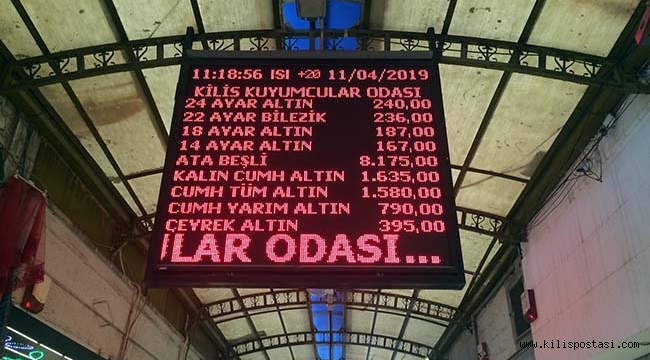 11:18:56 ISI +20 11/04/2019
KİLİS KUYUMCULAR ODASI
24 AYAR ALTIN 240,00
22 AYAR BİLEZİK 236,00
18 AYAR ALTIN 187,00
14 AYAR ALTIN 167,00
ATA BEŞLİ 8.175,00
KALIN CUMH ALTIN 1.635,00
CUMH TÜM ALTIN 1.580,00
CUMH YARIM ALTIN 790,00
ÇEYREK ALTIN 395,00
LAR ODASI...
www.kilispostasi.com